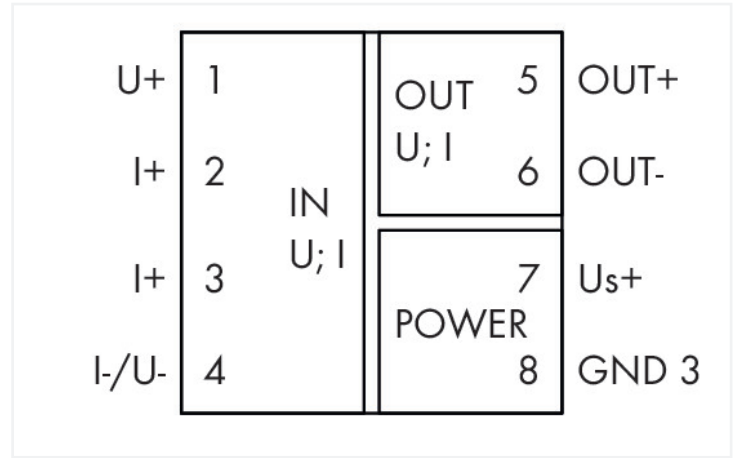 U+ 1 OUT 5 OUT+
U; I
I+ 2 6 OUT-
IN
U; I
I+ 3 7 Us+
POWER
I-/U- 4 8 GND 3